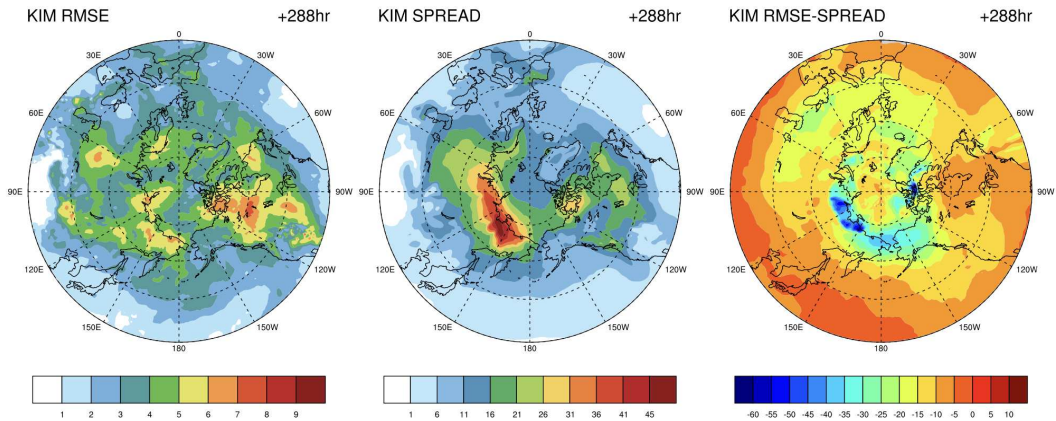 KIM RMSE +288hr
0
30E 30W
60E 60W
90E 90W
120E 120W
150E 150W
180
1 2 3 4 5 6 7 8 9
KIM SPREAD +288hr
0
30E 30W
60E 60W
90E 90W
120E 120W
150E 150W
180
1 6 11 16 21 26 31 36 41 45
KIM RMSE-SPREAD +288hr
0
30E 30W
60E 60W
90E 90W
120E 120W
150E 150W
180
-60 -55 -50 -45 -40 -35 -30 -25 -20 -15 -10 -5 -0 5 10